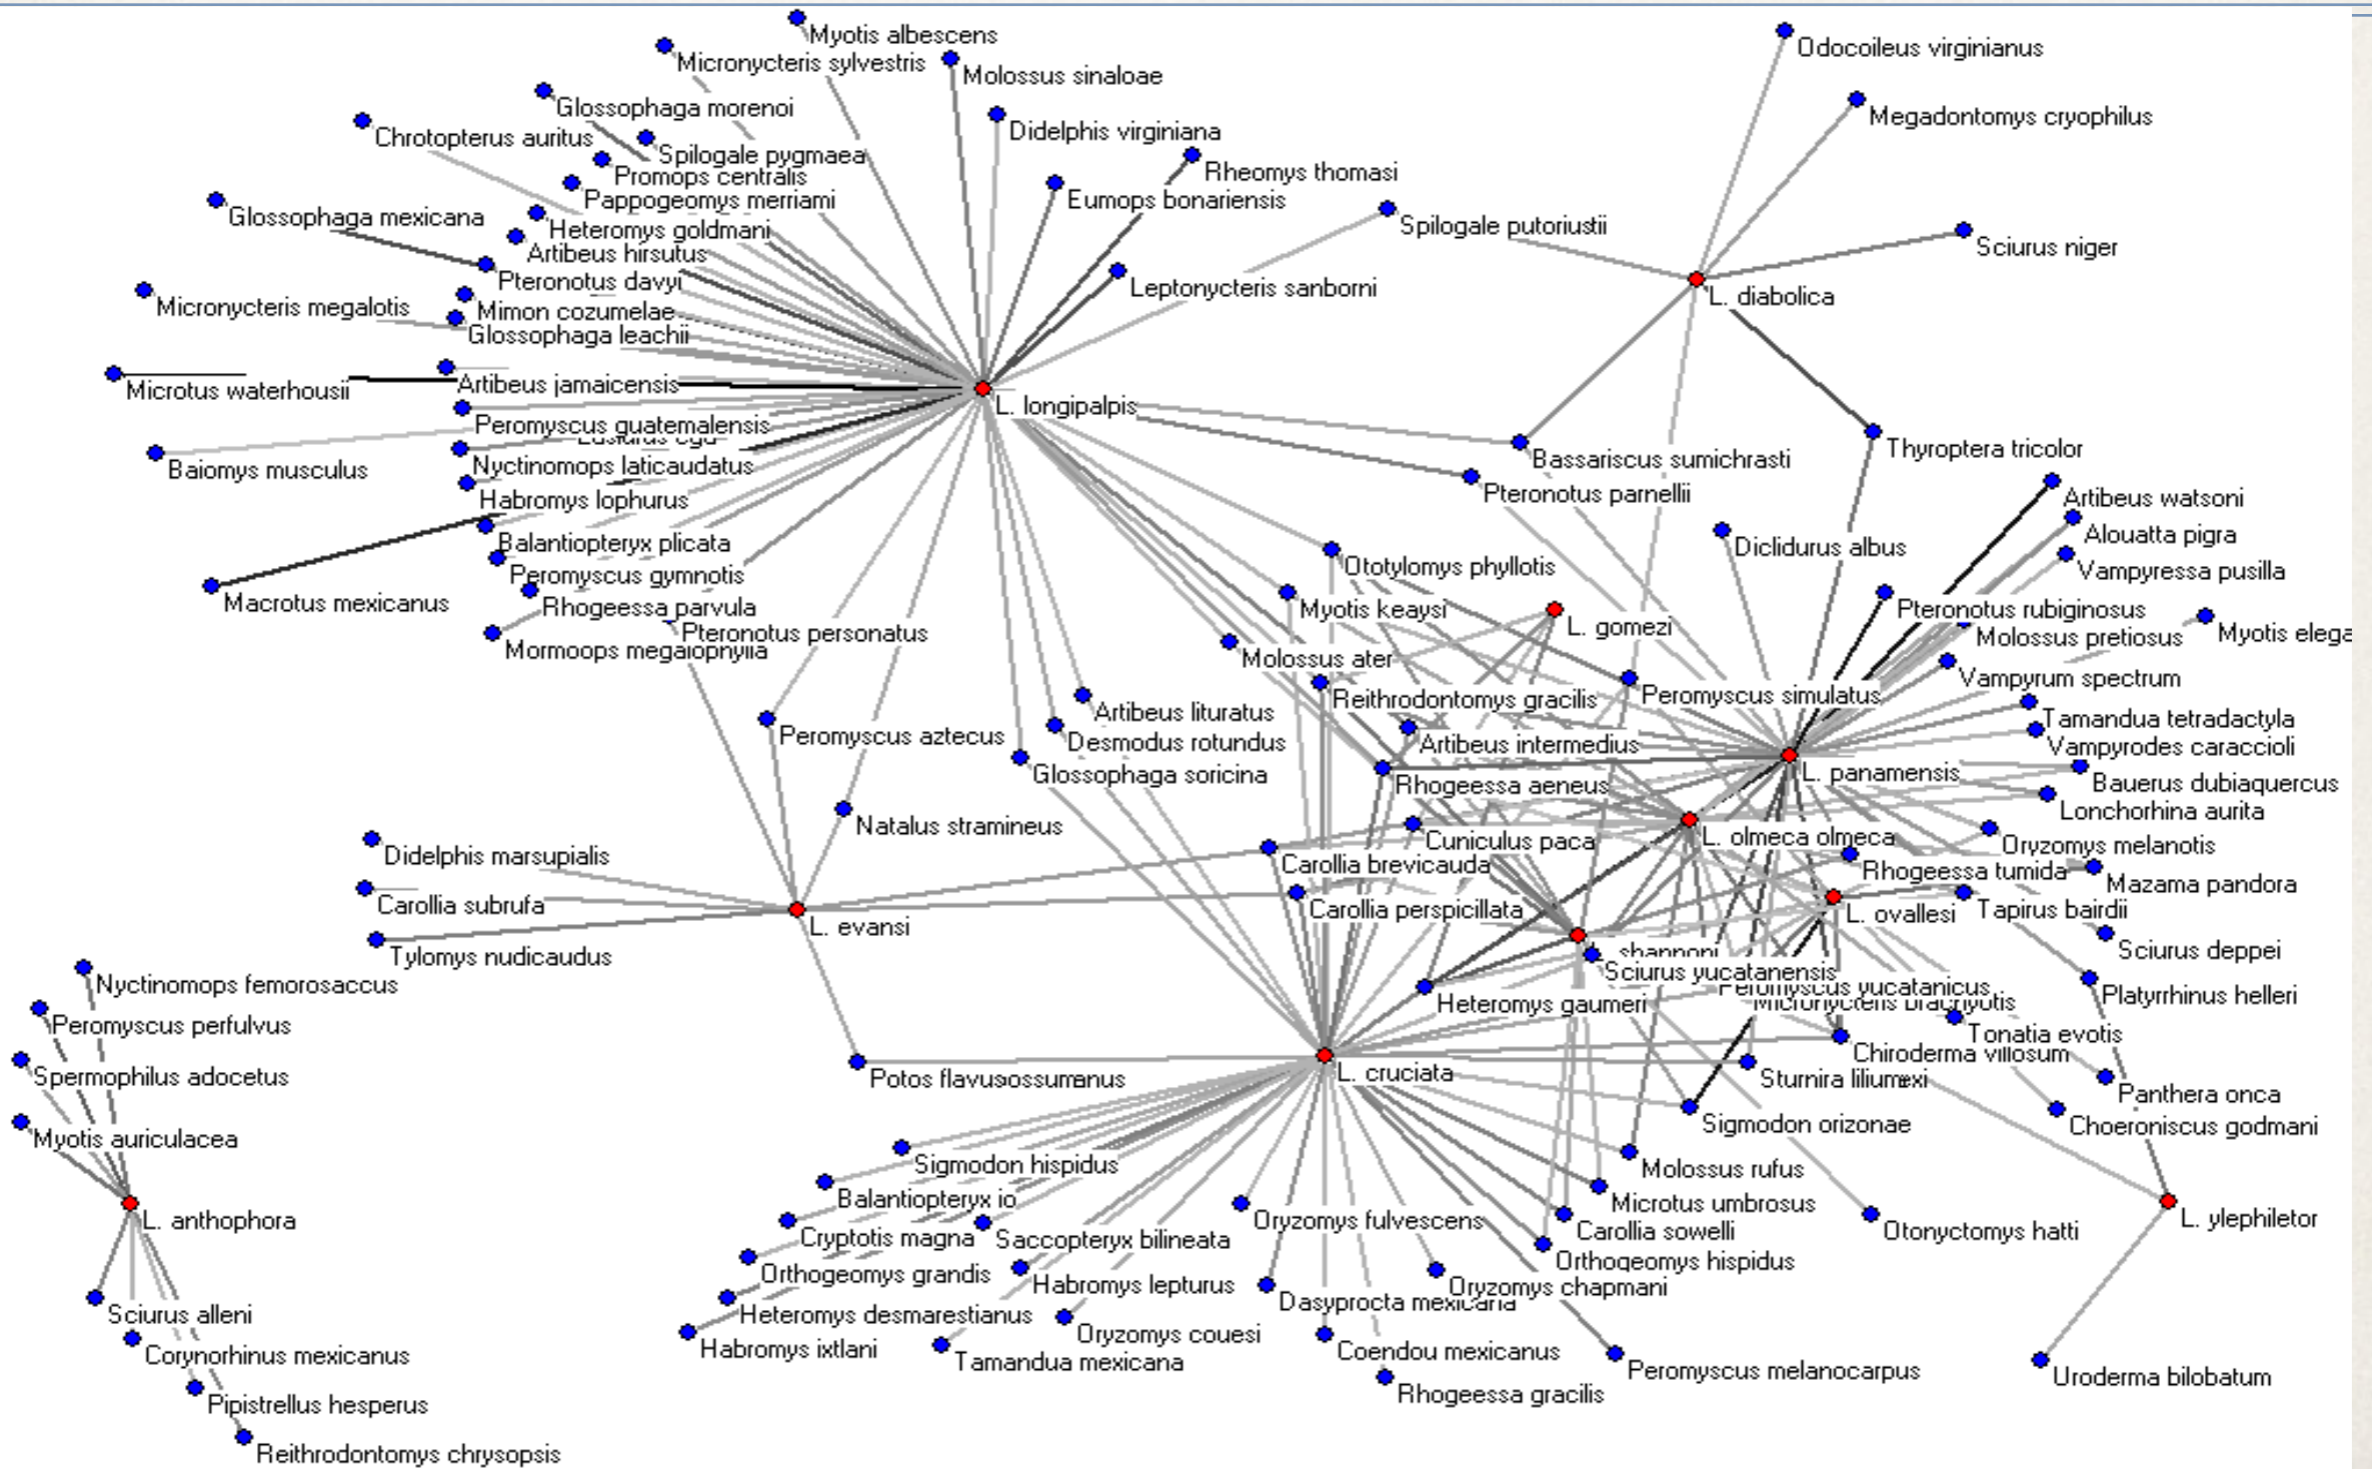 Myotis albescens
Micronycteris sylvestris
Molossus sinaloae
Odocoileus virginianus
Glossophaga morenoi
Megadontomys cryophilus
Chrotopterus auritus
Didelphis virginiana
Spilogale pygmaea
Promops centralis
Rheomys thomasi
Pappogeomys merriami
Eumops bonariensis
Glossophaga mexicana
Spilogale putoriustii
Heteromys goldmani
Sciurus niger
Artibeus hirsutus
Pteronotus davyi
Leptonycteris sanborni
L. diabolica
Micronycteris megalotis
Mimon cozumelae
Glossophaga leachii
Microtus waterhousii
Artibeus jamaicensis
L. longipalpis
Peromyscus guatemalensis
Thyroptera tricolor
Bassariscus sumichrasti
Baiomys musculus
Nyctinomops laticaudatus
Pteronotus parnellii
Artibeus watsoni
Habromys lophurus
Alouatta pigra
Balantiopteryx plicata
Diclidurus albus
Ototylomys phyllotis
Vampyressa pusilla
Peromyscus gymnotis
Macrotus mexicanus
Rhogeessa parvula
Myotis keaysi
Pteronotus rubiginosus
L. gomezi
Pteronotus personatus
Molossus pretiosus
Myotis elega
Mormoops megalophylla
Molossus ater
Vampyrum spectrum
Reithrodontomys gracilis
Peromyscus simulatus
Artibeus lituratus
Tamandua tetradactyla
Peromyscus aztecus
Desmodus rotundus
Artibeus intermedius
Vampyrodes caraccioli
Glossophaga soricina
L. panamensis
Rhogeessa aeneus
Bauerus dubiaquercus
Lonchorhina aurita
Natalus stramineus
Cuniculus paca
L. olmeca olmeca
Oryzomys melanotis
Didelphis marsupialis
Carollia brevicauda
Rhogeessa tumida
Mazama pandora
Carollia subrufa
Carollia perspicillata
L. ovallesi
Tapirus bairdii
L. evansi
shannoni
Sciurus deppei
Tylomys nudicaudus
Sciurus yucatanensis
Nyctinomops femorosaccus
Peromyscus yucatanicus
Platyrrhinus helleri
Heteromys gaumeri
Micronycteris brachyotis
Peromyscus perfulvus
Tonatia evotis
Chiroderma villosum
Spermophilus adocetus
Potos flavus
L. cruciata
Sturnira lilium
Panthera onca
Sigmodon orizonae
Choeroniscus godmani
Myotis auriculacea
Sigmodon hispidus
Molossus rufus
Balantiopteryx io
Microtus umbrosus
L. anthophora
Oryzomys fulvescens
Carollia sowelli
Otonyctomys hatti
L. ylephiletor
Cryptotis magna
Saccopteryx bilineata
Orthogeomys hispidus
Orthogeomys grandis
Habromys lepturus
Oryzomys chapmani
Dasyprocta mexicana
Sciurus alleni
Heteromys desmarestianus
Oryzomys couesi
Habromys ixtlani
Tamandua mexicana
Coendou mexicanus
Corynorhinus mexicanus
Peromyscus melanocarpus
Uroderma bilobatum
Rhogeessa gracilis
Pipistrellus hesperus
Reithrodontomys chrysopsis